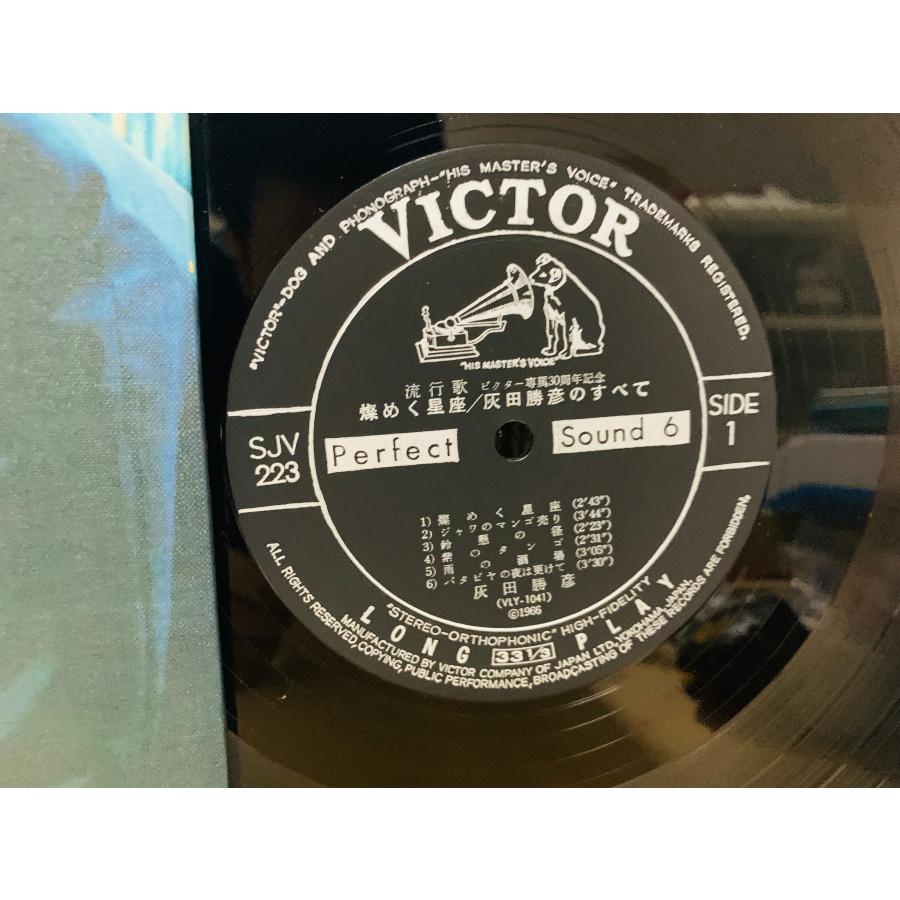 "VICTOR"-DOG AND PHONOGRAPH-"HIS MASTER'S VOICE" TRADEMARKS REGISTERED.
VICTOR
"HIS MASTER'S VOICE"
流行歌 ビクター専属30周年記念
燦めく星座/灰田勝彦のすべて
SJV
223
Perfect
Sound 6
SIDE
1
1) 燦めく星座 (2'43")
2) ジャワのマンゴ売り (3'44")
3) 鈴懸の径 (2'23")
4) 紫のタンゴ (2'31")
5) 雨の酒場 (3'05")
6) バタビヤの夜は更けて (3'30")
灰田勝彦
(VLY-1041)
©1966
"STEREO-ORTHOPHONIC" HIGH-FIDELITY
LONG 33 1/3 PLAY
MANUFACTURED BY VICTOR COMPANY OF JAPAN LTD. YOKOHAMA JAPAN.
ALL RIGHTS RESERVED, COPYING, PUBLIC PERFORMANCE, BROADCASTING OF THESE RECORDS ARE FORBIDDEN.